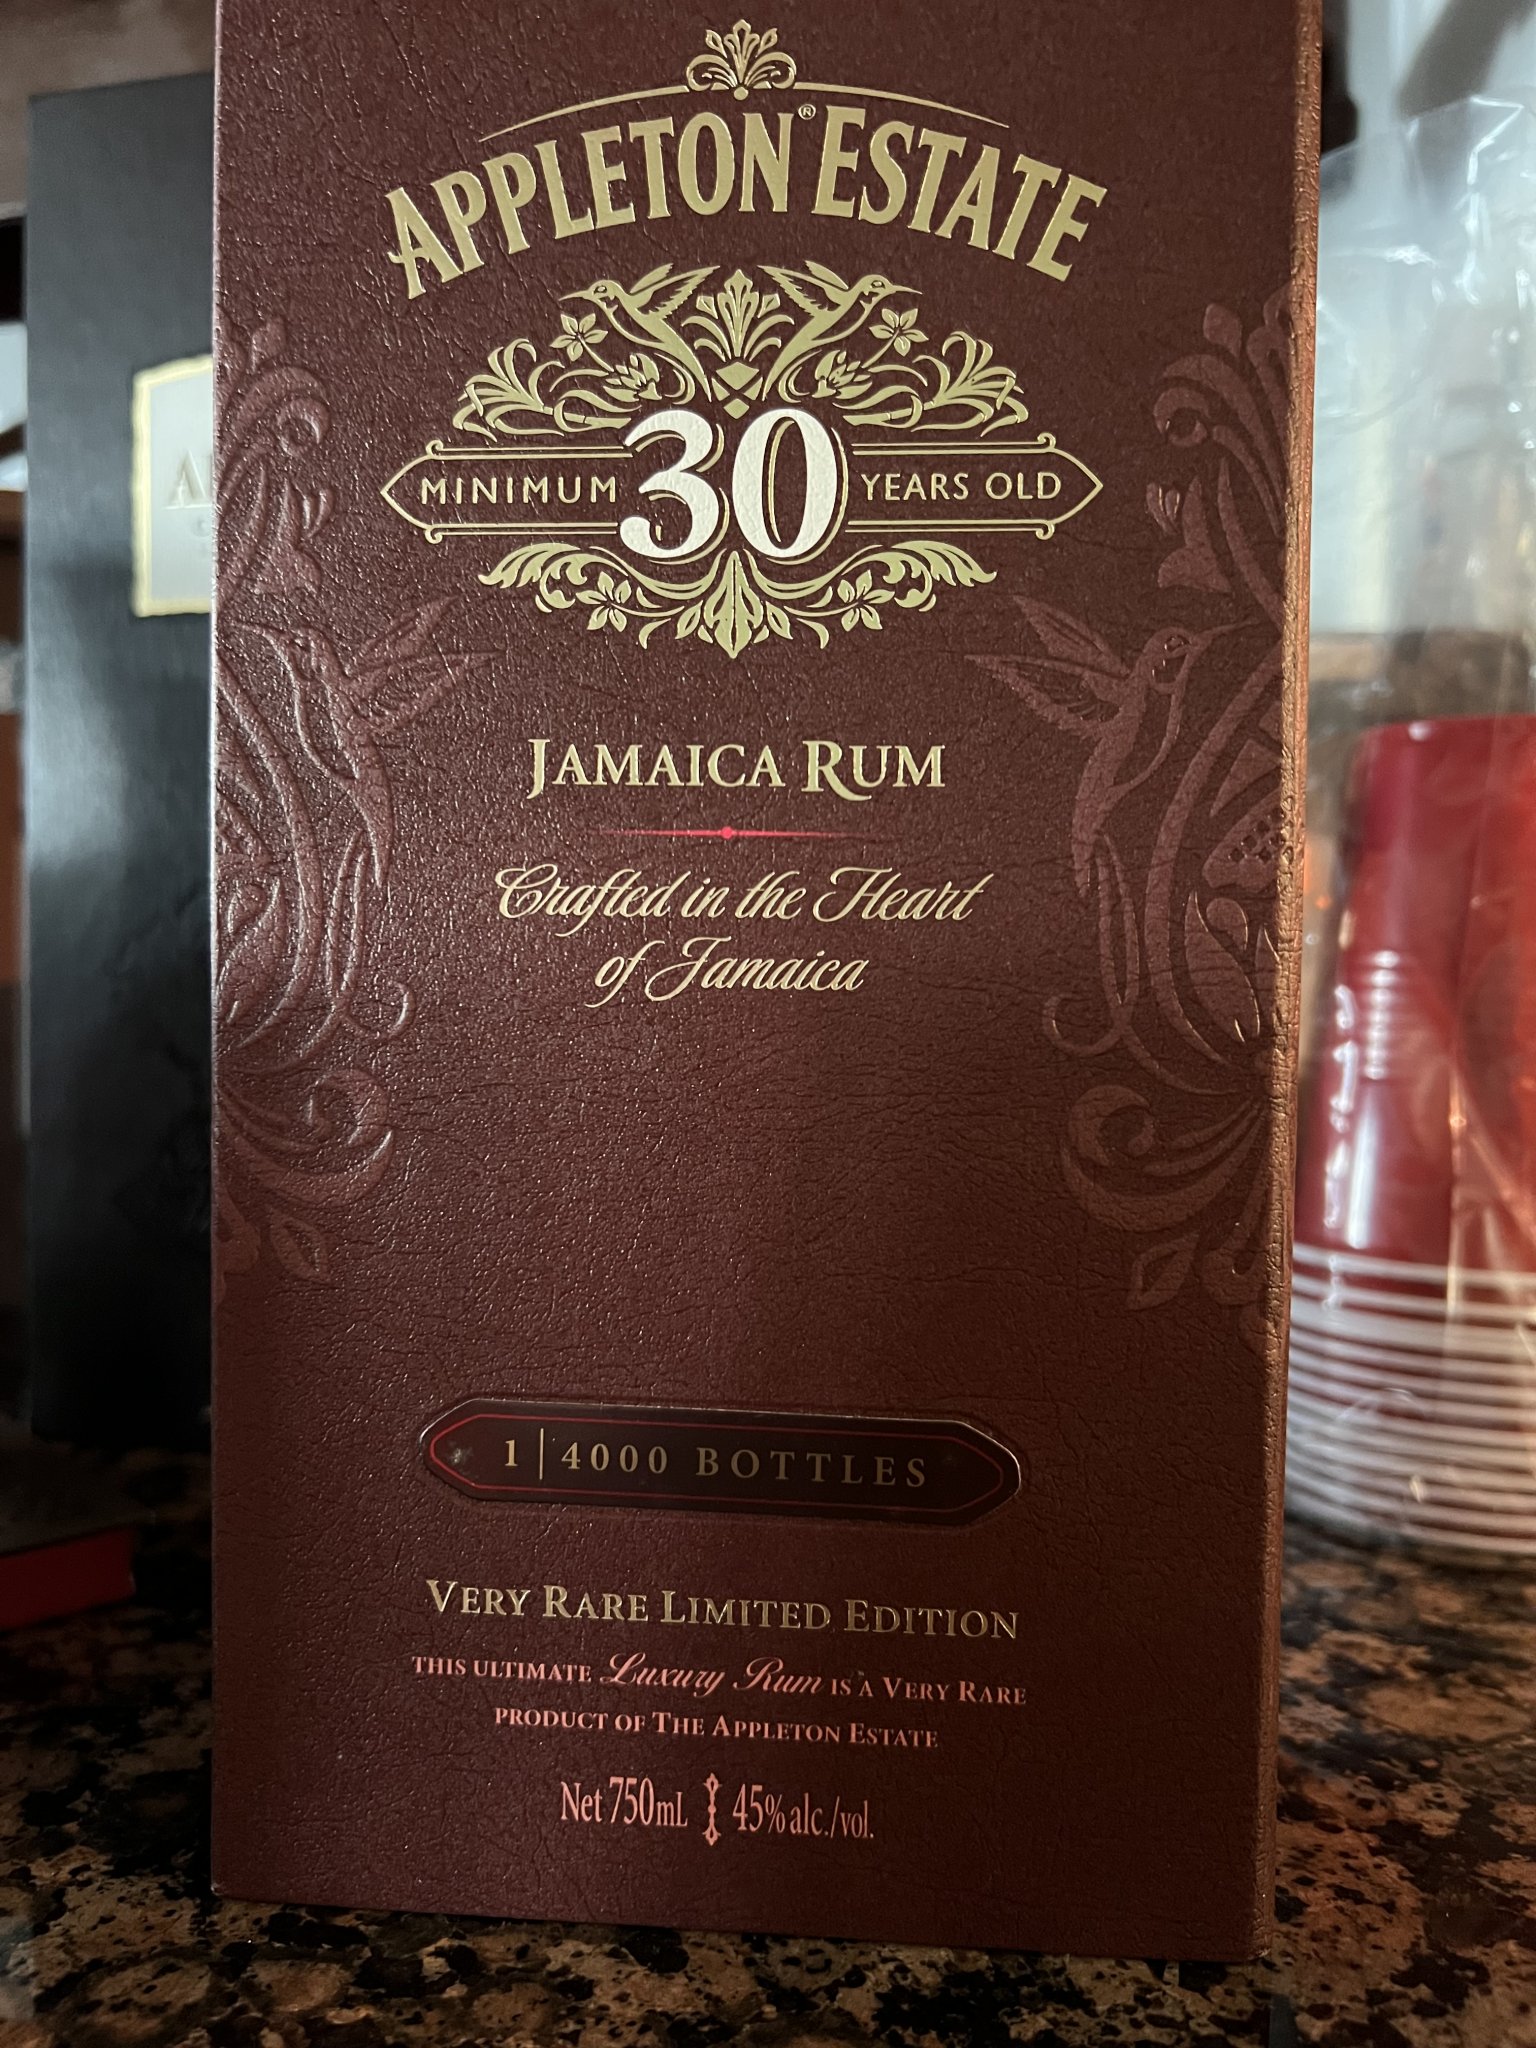 APPLETON® ESTATE
MINIMUM 30 YEARS OLD
JAMAICA RUM
Crafted in the Heart
of Jamaica
1 | 4000 BOTTLES
VERY RARE LIMITED EDITION
THIS ULTIMATE Luxury Rum IS A VERY RARE
PRODUCT OF THE APPLETON ESTATE
Net 750mL 45% alc./vol.